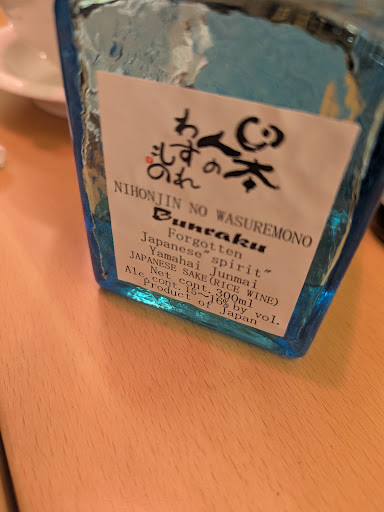 日本人の
わすれ
もの
NIHONJIN NO WASUREMONO
Bunraku
Forgotten
Japanese"spirit"
Yamahai Junmai
JAPANESE SAKE(RICE WINE)
Net cont.300ml
Alc.cont.15~16% by vol.
Product of Japan